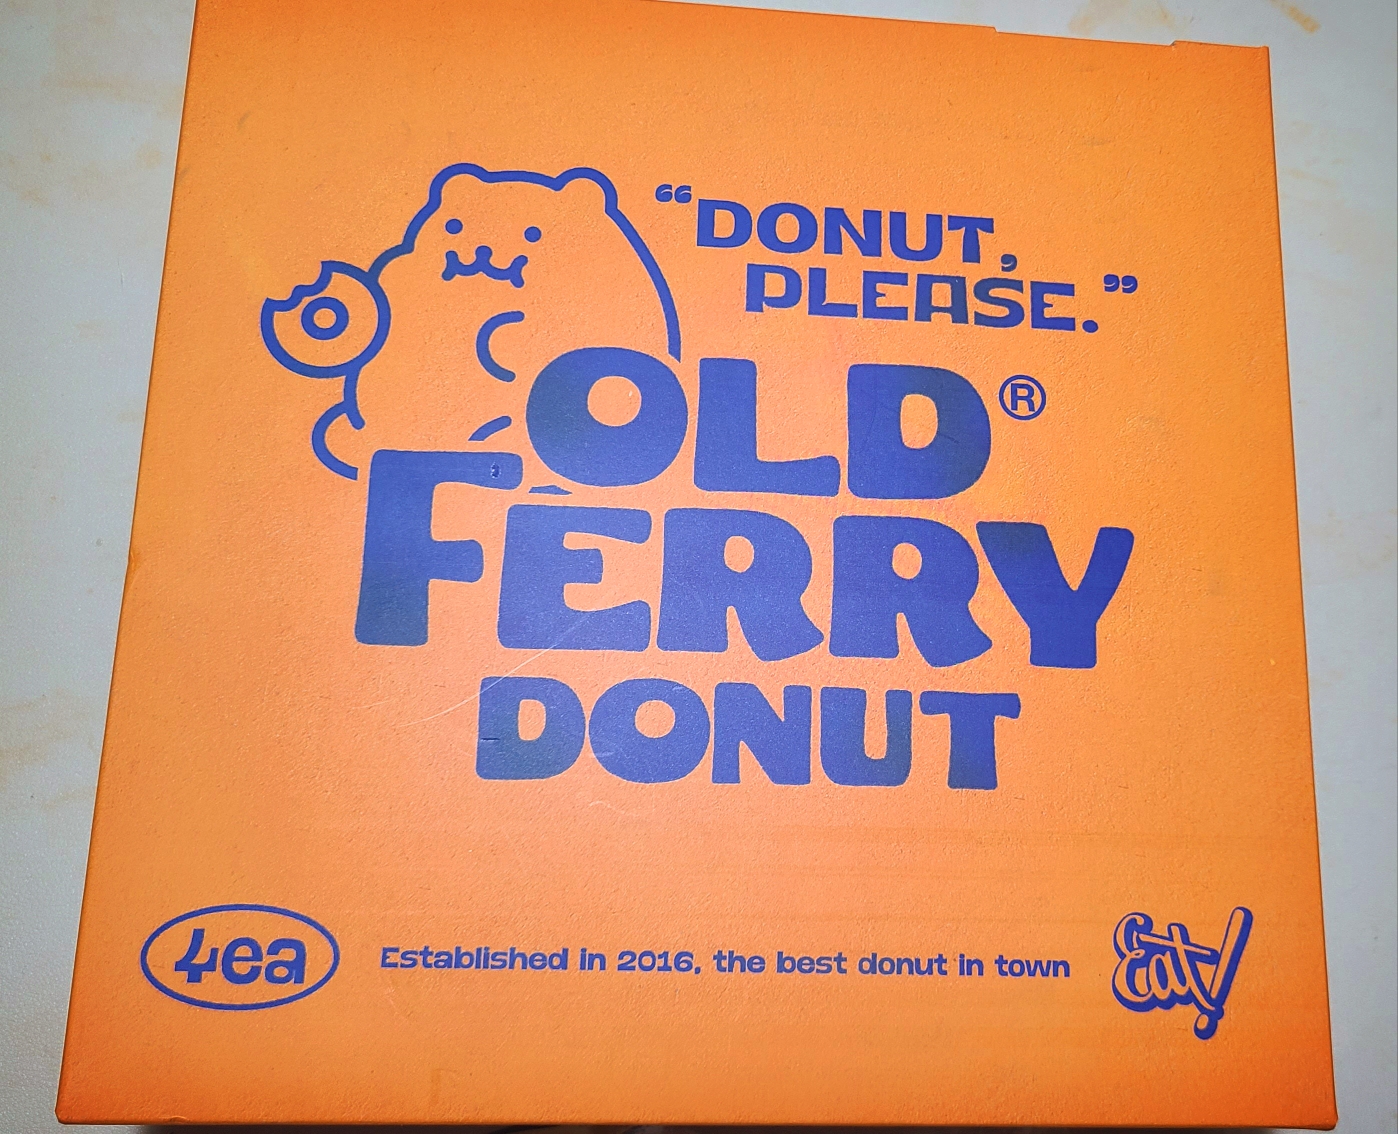 “DONUT,
PLEASE.”
OLD®
FERRY
DONUT
4ea
Established in 2016, the best donut in town
Eat!